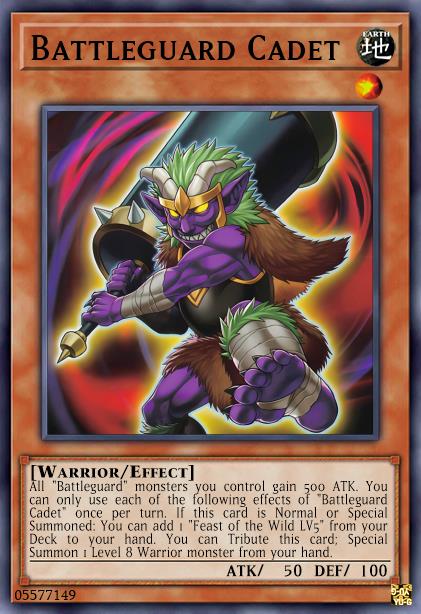 BATTLEGUARD CADET
EARTH
地
[WARRIOR/EFFECT]
All "Battleguard" monsters you control gain 500 ATK. You
can only use each of the following effects of "Battleguard
Cadet" once per turn. If this card is Normal or Special
Summoned: You can add 1 "Feast of the Wild LV5" from your
Deck to your hand. You can Tribute this card; Special
Summon 1 Level 8 Warrior monster from your hand.
ATK/ 50 DEF/ 100
05577149